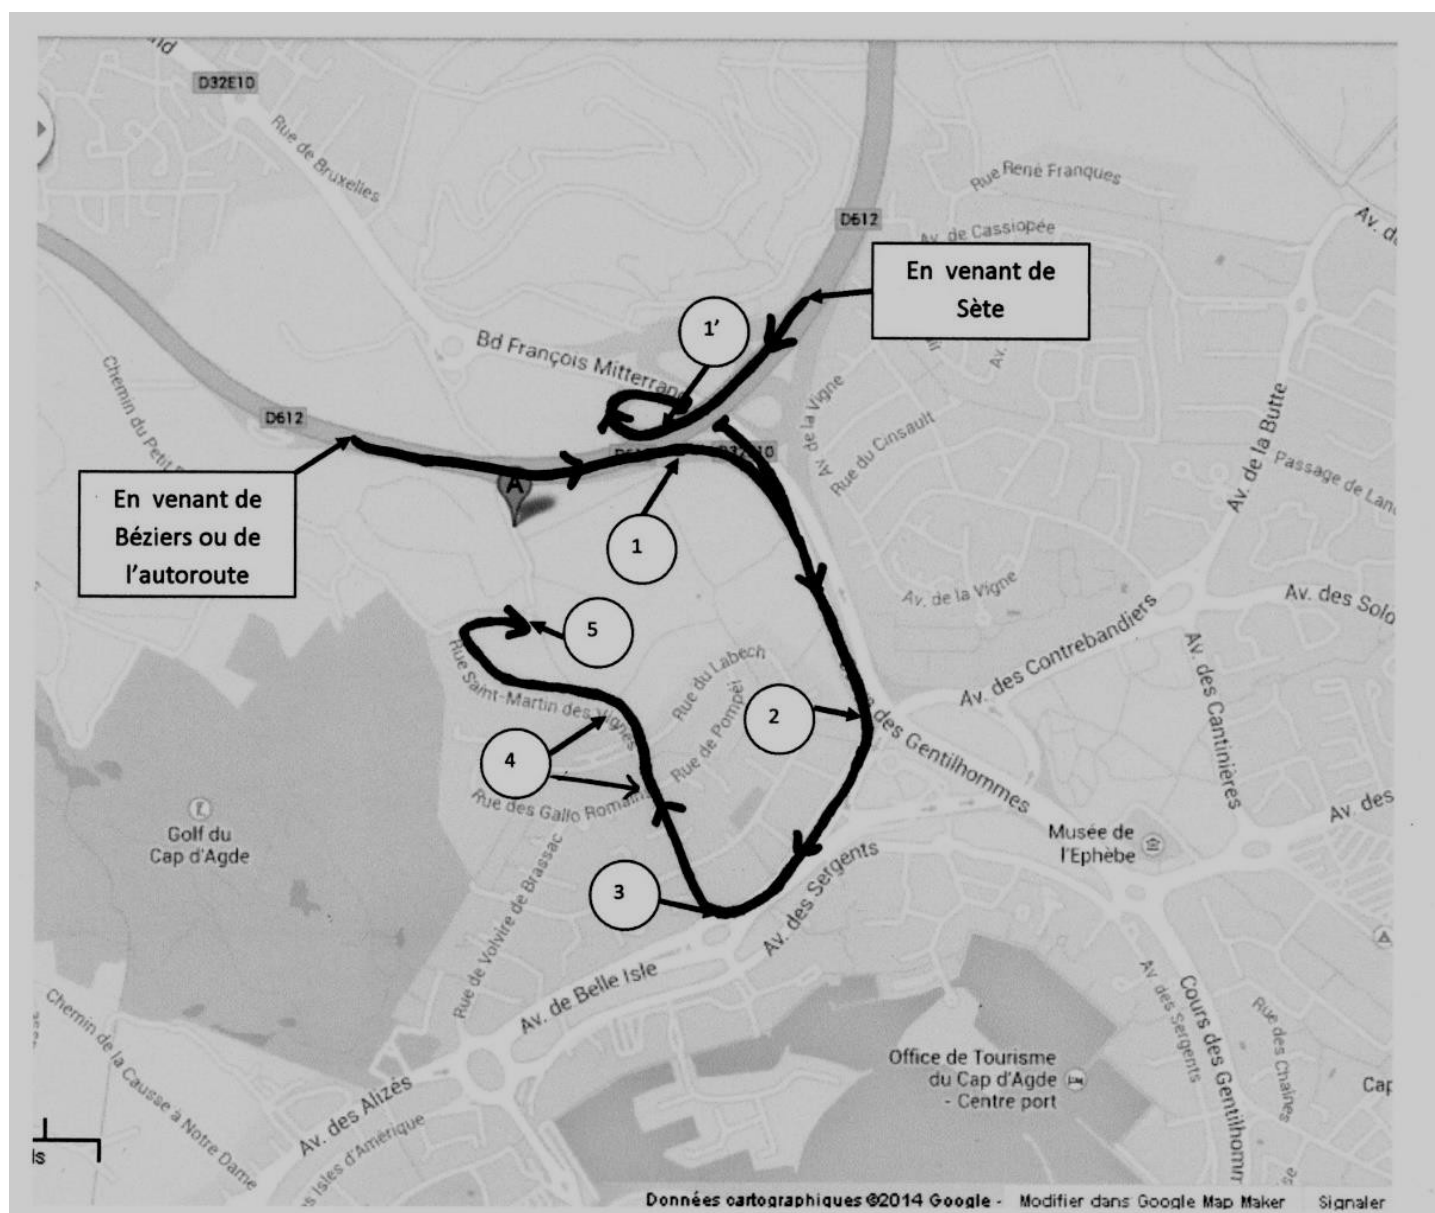 D32E10
Rue de Bruxelles
Rue René Franques
D612
Av. de Cassiopée
En venant de
Sète
1'
Bd François Mitterrand
Chemin du Petit
D612
Av. de la Vigne
Rue du Cinsault
Av. de la Butte
Passage de Lan
En venant de
Béziers ou de
l'autoroute
A
1
Av. de la Vigne
Av. des Contrebandiers
Av. des Solo
5
Rue Saint-Martin des Vignes
Rue du Labech
Rue de Pompéï
2
des Gentilhommes
Av. des Cantinières
4
Rue des Gallo Romains
Golf du
Cap d'Agde
Av. des
Musée de
l'Ephèbe
3
Av. des Sergents
Rue de Volvire de Brassac
Av. de Belle Isle
Chemin de la Causse à Notre Dame
Av. des Sergents
Cours des Gentilhomm
Rue des Chaînes
Office de Tourisme
du Cap d'Agde
- Centre port
Cap
Av. des Alizés
s Isles d'Amérique
is
Données cartographiques ©2014 Google - Modifier dans Google Map Maker Signaler